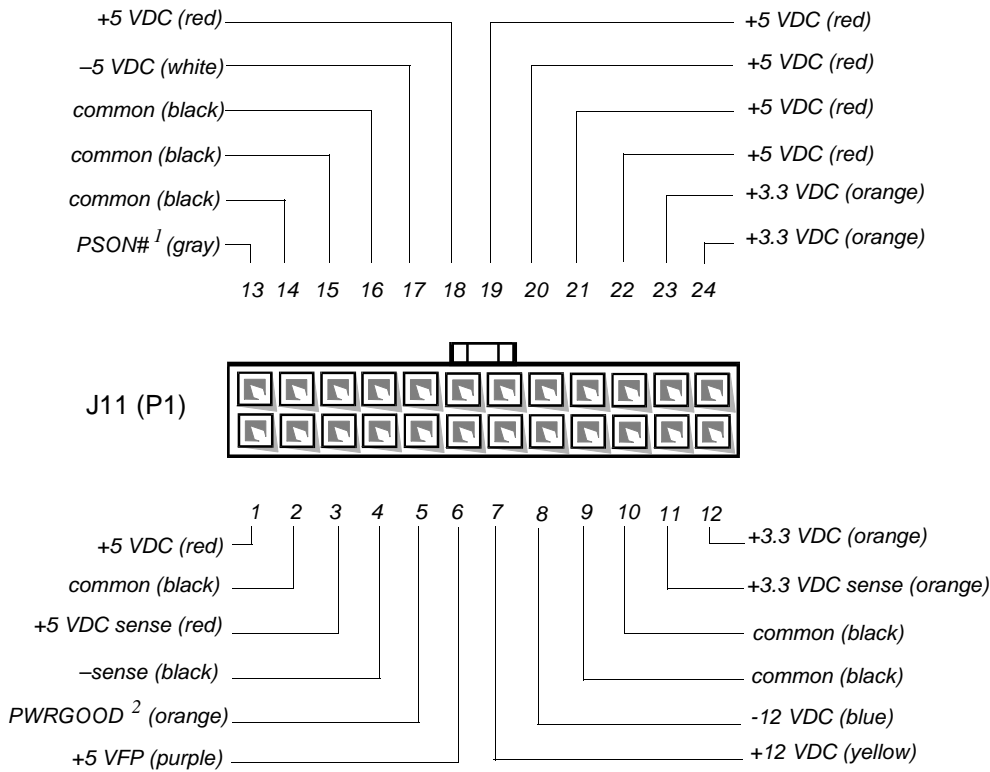 +5 VDC (red)
+5 VDC (red)
–5 VDC (white)
+5 VDC (red)
common (black)
+5 VDC (red)
common (black)
+5 VDC (red)
common (black)
+3.3 VDC (orange)
PSON# 1 (gray)
+3.3 VDC (orange)
13 14 15 16 17 18 19 20 21 22 23 24
J11 (P1)
1 2 3 4 5 6 7 8 9 10 11 12
+5 VDC (red)
+3.3 VDC (orange)
common (black)
+3.3 VDC sense (orange)
+5 VDC sense (red)
common (black)
–sense (black)
common (black)
PWRGOOD 2 (orange)
-12 VDC (blue)
+5 VFP (purple)
+12 VDC (yellow)